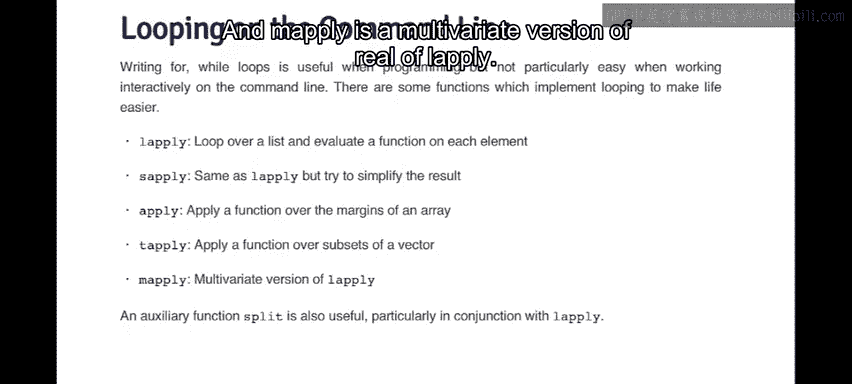 Looping on the Command Line
And mapply is a multivariate version of
real of lapply.
Writing for, while loops is useful when programming but not particularly easy when working
interactively on the command line. There are some functions which implement looping to make life
easier.
· lapply: Loop over a list and evaluate a function on each element
· sapply: Same as lapply but try to simplify the result
· apply: Apply a function over the margins of an array
· tapply: Apply a function over subsets of a vector
· mapply: Multivariate version of lapply
An auxiliary function split is also useful, particularly in conjunction with lapply.